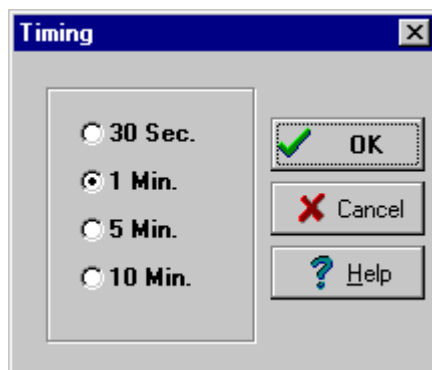 Timing
30 Sec.
1 Min.
5 Min.
10 Min.
OK
Cancel
Help